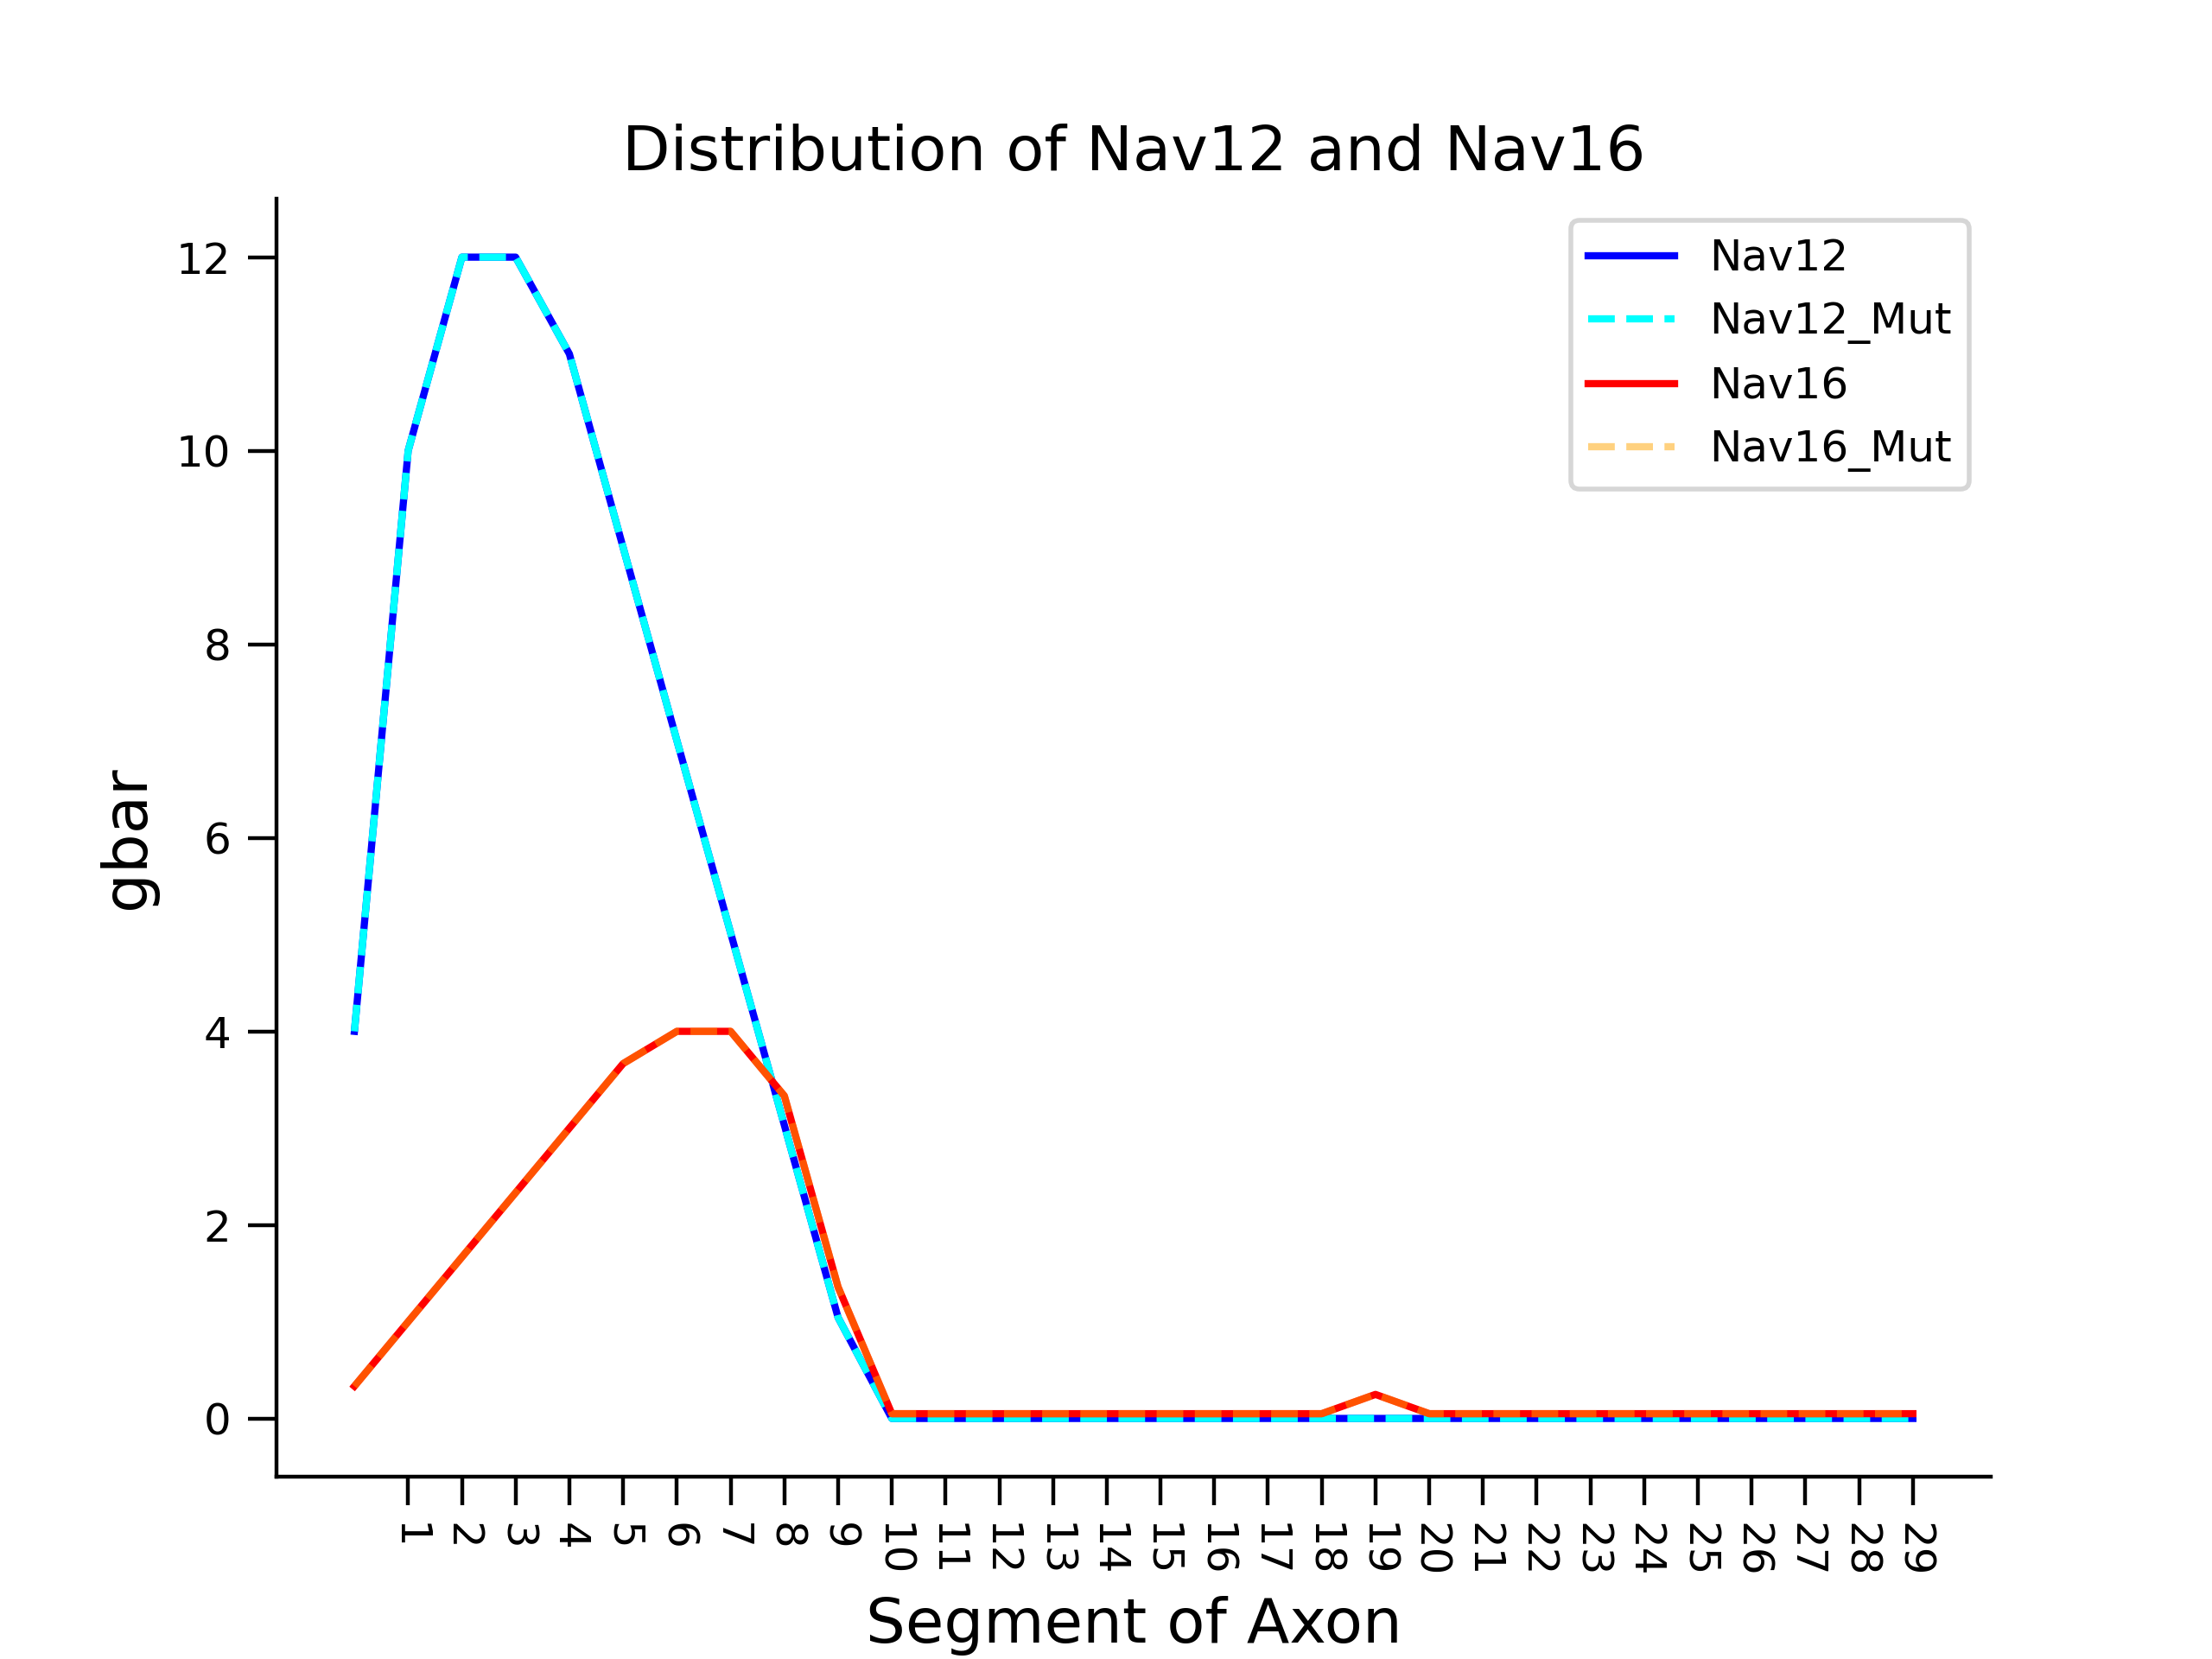 Distribution of Nav12 and Nav16
Nav12
Nav12_Mut
Nav16
Nav16_Mut
gbar
12
10
8
6
4
2
0
1 2 3 4 5 6 7 8 9 10 11 12 13 14 15 16 17 18 19 20 21 22 23 24 25 26 27 28 29
Segment of Axon